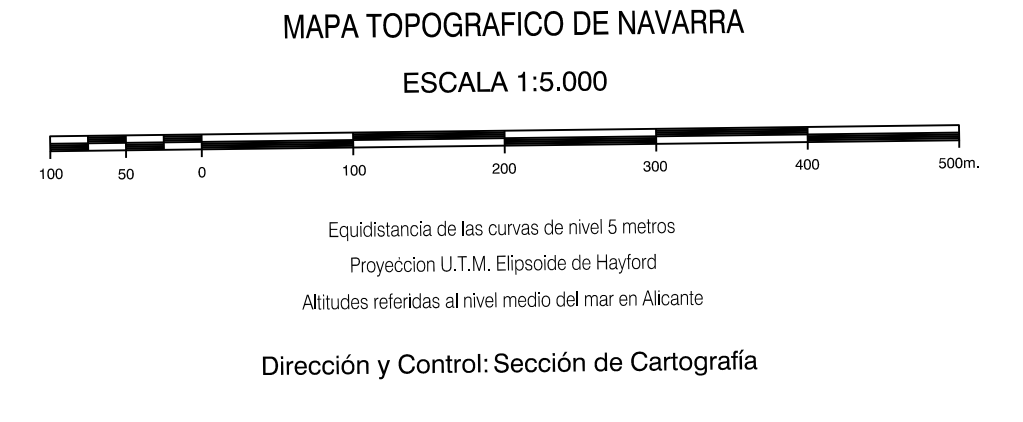 MAPA TOPOGRAFICO DE NAVARRA
ESCALA 1:5.000
100 50 0 100 200 300 400 500m.
Equidistancia de las curvas de nivel 5 metros
Proyeccion U.T.M. Elipsoide de Hayford
Altitudes referidas al nivel medio del mar en Alicante
Dirección y Control: Sección de Cartografía